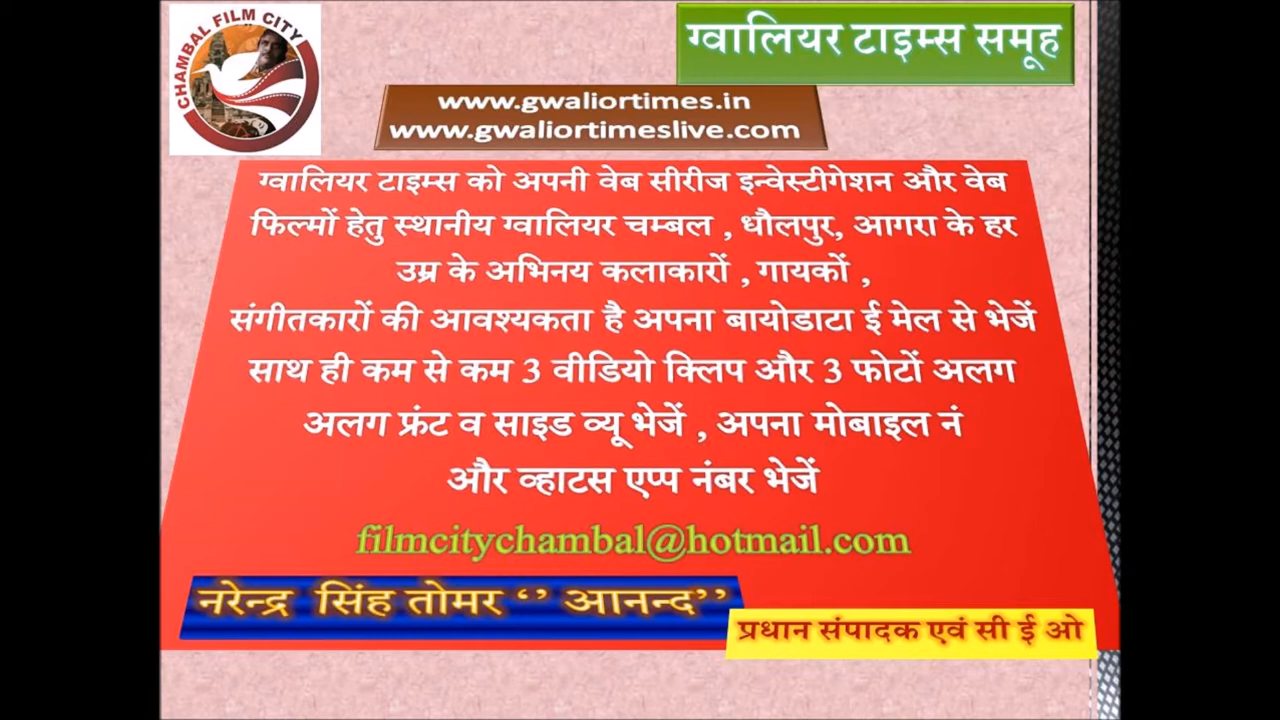 CHAMBAL FILM CITY
ग्वालियर टाइम्स समूह
www.gwaliortimes.in
www.gwaliortimeslive.com
ग्वालियर टाइम्स को अपनी वेब सीरीज इन्वेस्टीगेशन और वेब
फिल्मों हेतु स्थानीय ग्वालियर चम्बल , धौलपुर, आगरा के हर
उम्र के अभिनय कलाकारों , गायकों ,
संगीतकारों की आवश्यकता है अपना बायोडाटा ई मेल से भेजें
साथ ही कम से कम 3 वीडियो क्लिप और 3 फोटों अलग
अलग फ्रंट व साइड व्यू भेजें , अपना मोबाइल नं
और व्हाटस एप्प नंबर भेजें
filmcitychambal@hotmail.com
नरेन्द्र सिंह तोमर ‘’ आनन्द’’
प्रधान संपादक एवं सी ई ओ